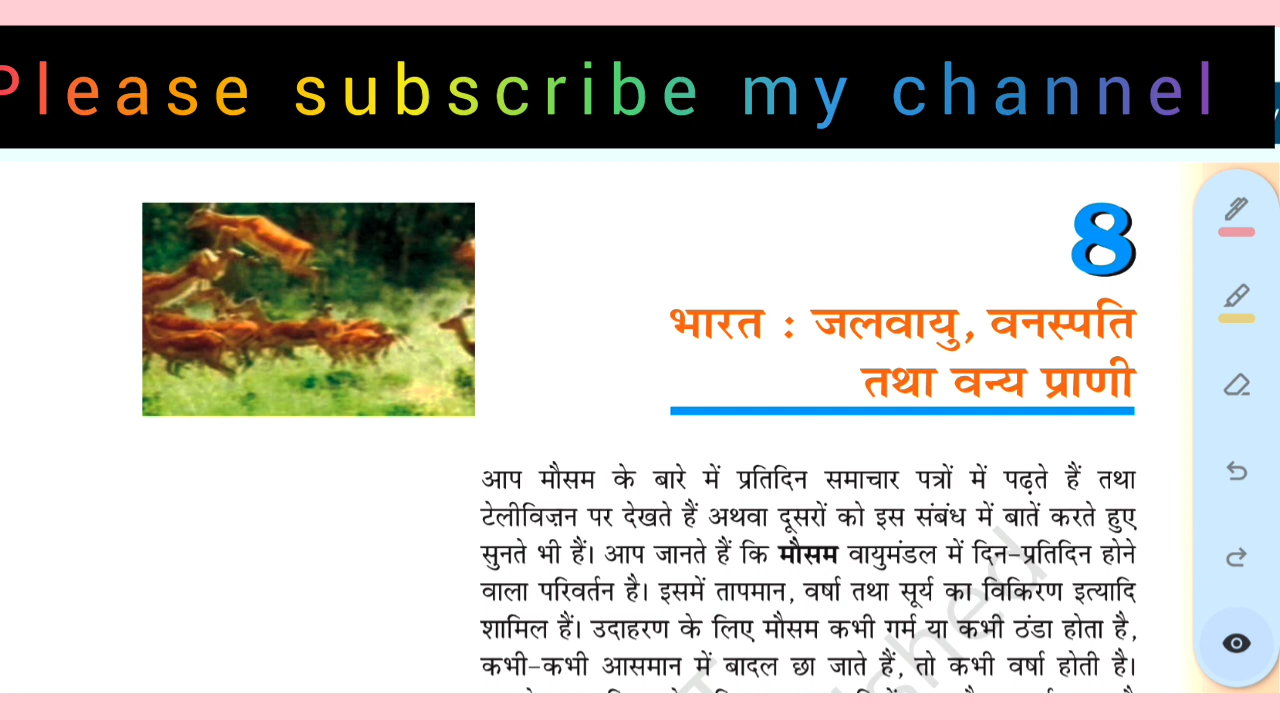 Please subscribe my channel
8
भारत : जलवायु, वनस्पति
तथा वन्य प्राणी
आप मौसम के बारे में प्रतिदिन समाचार पत्रों में पढ़ते हैं तथा
टेलीविज़न पर देखते हैं अथवा दूसरों को इस संबंध में बातें करते हुए
सुनते भी हैं। आप जानते हैं कि मौसम वायुमंडल में दिन-प्रतिदिन होने
वाला परिवर्तन है। इसमें तापमान, वर्षा तथा सूर्य का विकिरण इत्यादि
शामिल हैं। उदाहरण के लिए मौसम कभी गर्म या कभी ठंडा होता है,
कभी-कभी आसमान में बादल छा जाते हैं, तो कभी वर्षा होती है।